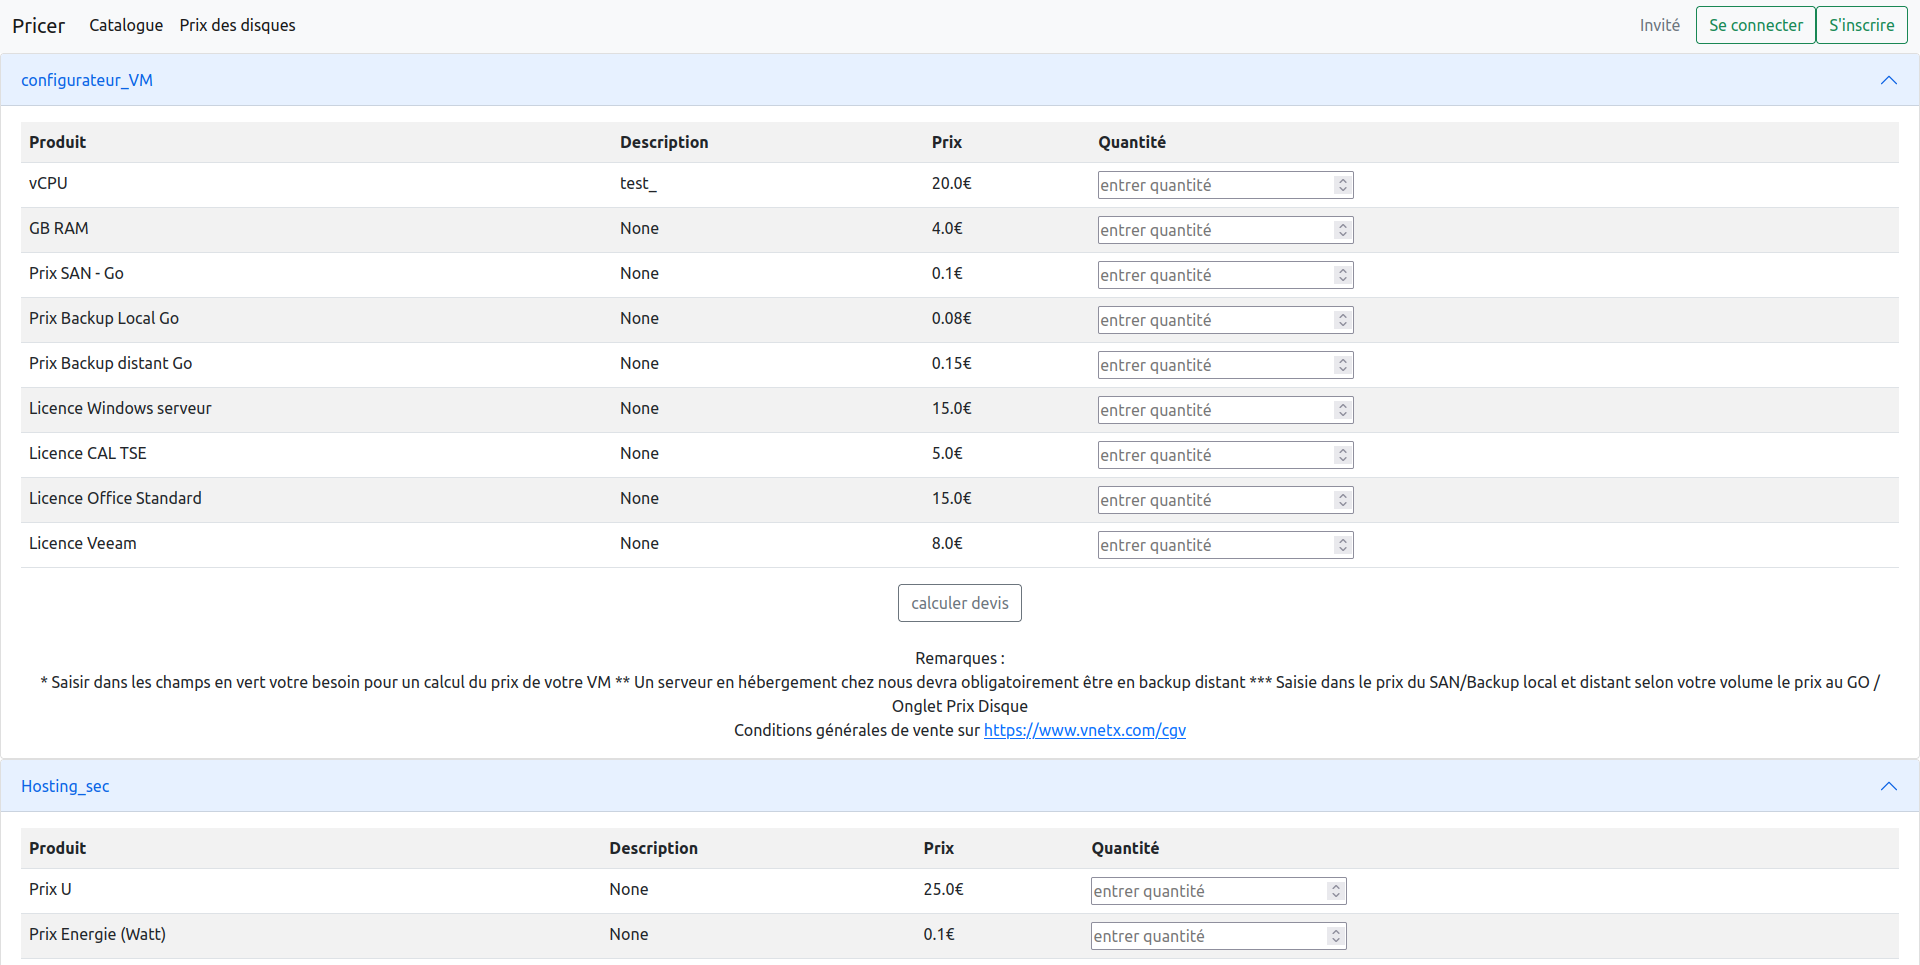 Pricer Catalogue Prix des disques Invité Se connecter S'inscrire
configurateur_VM
Produit Description Prix Quantité
vCPU test_ 20.0€ entrer quantité
GB RAM None 4.0€ entrer quantité
Prix SAN - Go None 0.1€ entrer quantité
Prix Backup Local Go None 0.08€ entrer quantité
Prix Backup distant Go None 0.15€ entrer quantité
Licence Windows serveur None 15.0€ entrer quantité
Licence CAL TSE None 5.0€ entrer quantité
Licence Office Standard None 15.0€ entrer quantité
Licence Veeam None 8.0€ entrer quantité
calculer devis
Remarques :
* Saisir dans les champs en vert votre besoin pour un calcul du prix de votre VM ** Un serveur en hébergement chez nous devra obligatoirement être en backup distant *** Saisie dans le prix du SAN/Backup local et distant selon votre volume le prix au GO /
Onglet Prix Disque
Conditions générales de vente sur https://www.vnetx.com/cgv
Hosting_sec
Produit Description Prix Quantité
Prix U None 25.0€ entrer quantité
Prix Energie (Watt) None 0.1€ entrer quantité